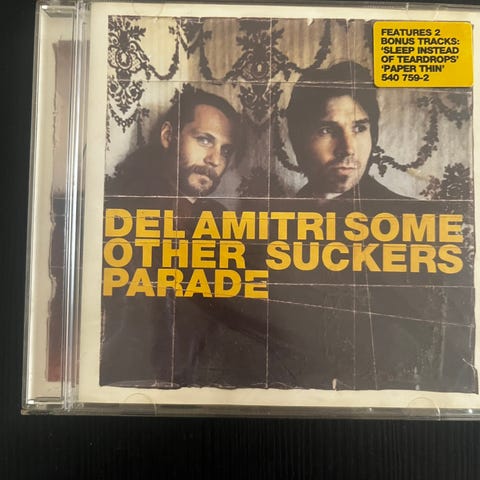 FEATURES 2
BONUS TRACKS:
'SLEEP INSTEAD
OF TEARDROPS'
'PAPER THIN'
540 759-2
DEL AMITRI SOME
OTHER SUCKERS
PARADE